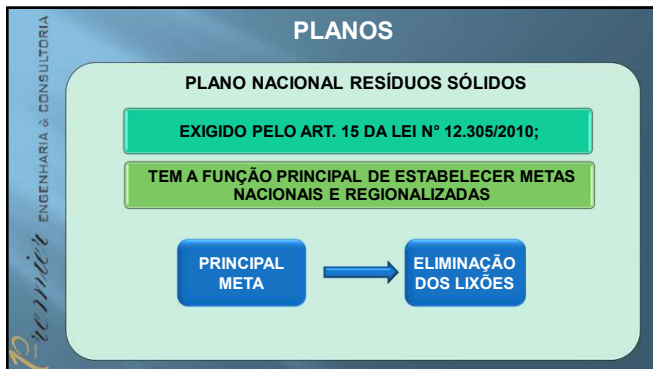 PLANOS
PLANO NACIONAL RESÍDUOS SÓLIDOS
EXIGIDO PELO ART. 15 DA LEI N° 12.305/2010;
TEM A FUNÇÃO PRINCIPAL DE ESTABELECER METAS
NACIONAIS E REGIONALIZADAS
PRINCIPAL
META
ELIMINAÇÃO
DOS LIXÕES
Premier ENGENHARIA & CONSULTORIA